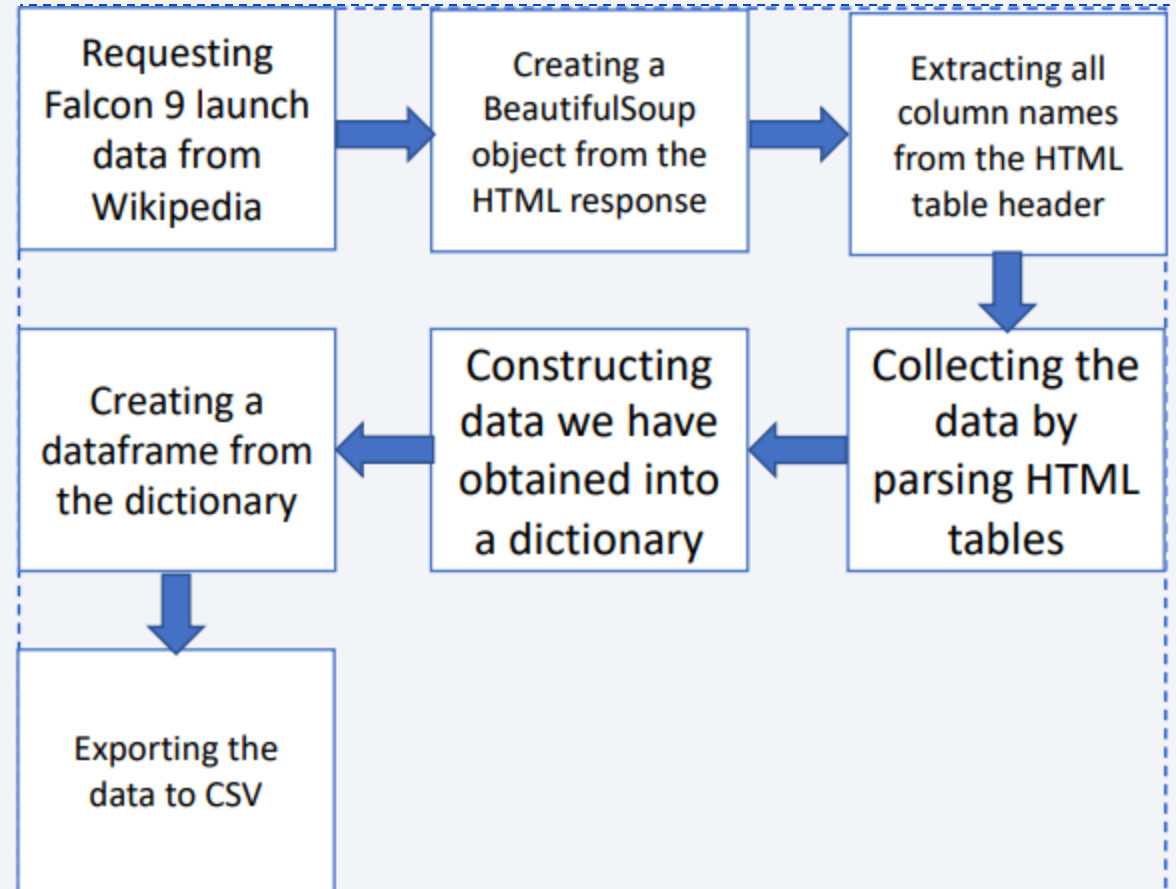 Requesting
Falcon 9 launch
data from
Wikipedia
Creating a
BeautifulSoup
object from the
HTML response
Extracting all
column names
from the HTML
table header
Collecting the
data by
parsing HTML
tables
Constructing
data we have
obtained into
a dictionary
Creating a
dataframe from
the dictionary
Exporting the
data to CSV